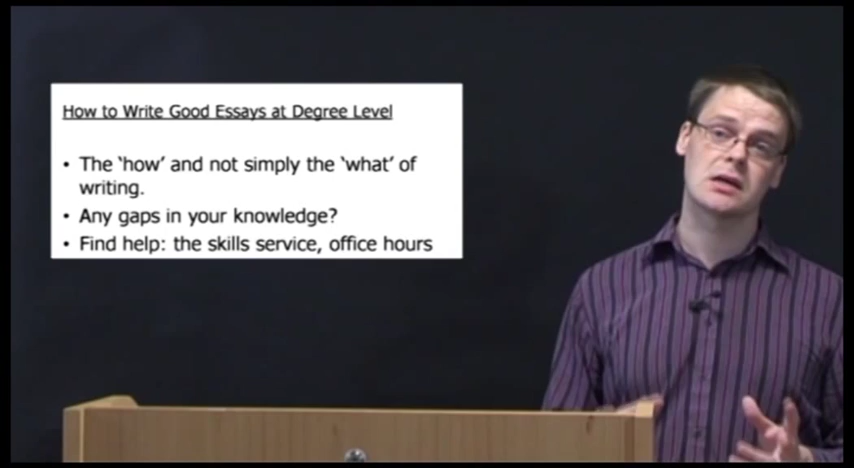 How to Write Good Essays at Degree Level
• The ‘how’ and not simply the ‘what’ of
writing.
• Any gaps in your knowledge?
• Find help: the skills service, office hours